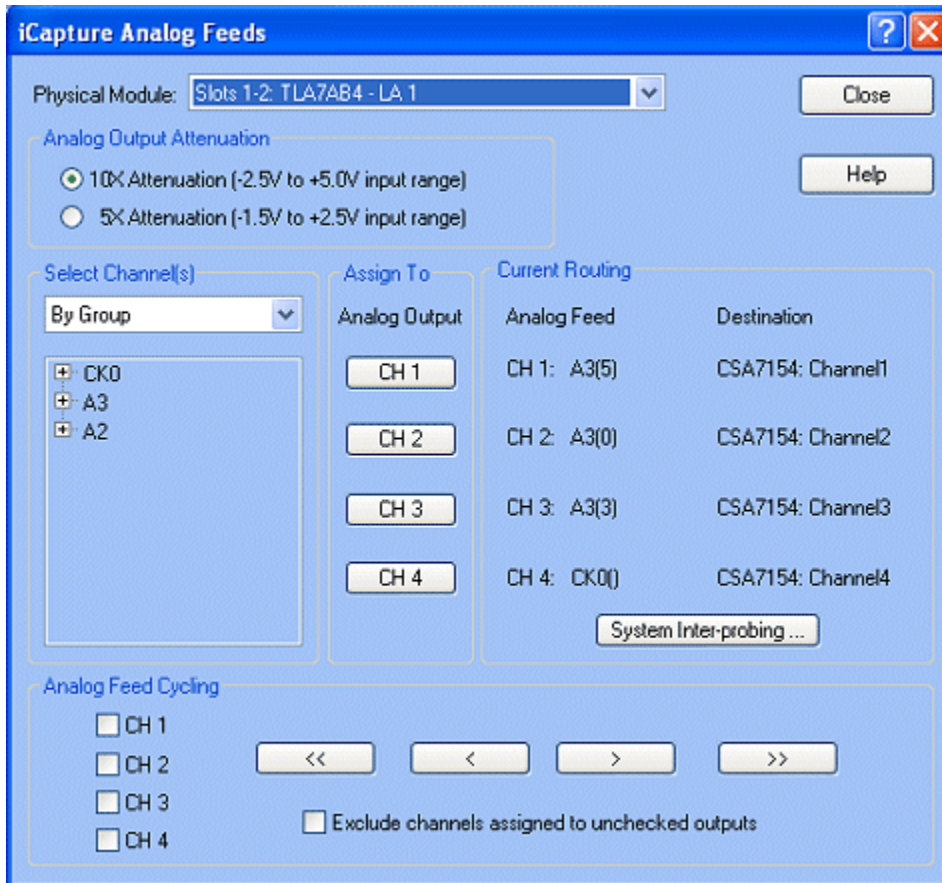 iCapture Analog Feeds
Physical Module: Slots 1-2: TLA7AB4 - LA 1
Close
Analog Output Attenuation
10X Attenuation (-2.5V to +5.0V input range)
5X Attenuation (-1.5V to +2.5V input range)
Help
Select Channel(s)
By Group
CK0
A3
A2
Assign To
Analog Output
CH 1
CH 2
CH 3
CH 4
Current Routing
Analog Feed Destination
CH 1: A3(5) CSA7154: Channel1
CH 2: A3(0) CSA7154: Channel2
CH 3: A3(3) CSA7154: Channel3
CH 4: CK0() CSA7154: Channel4
System Inter-probing ...
Analog Feed Cycling
CH 1
CH 2
CH 3
CH 4
<< < > >>
Exclude channels assigned to unchecked outputs